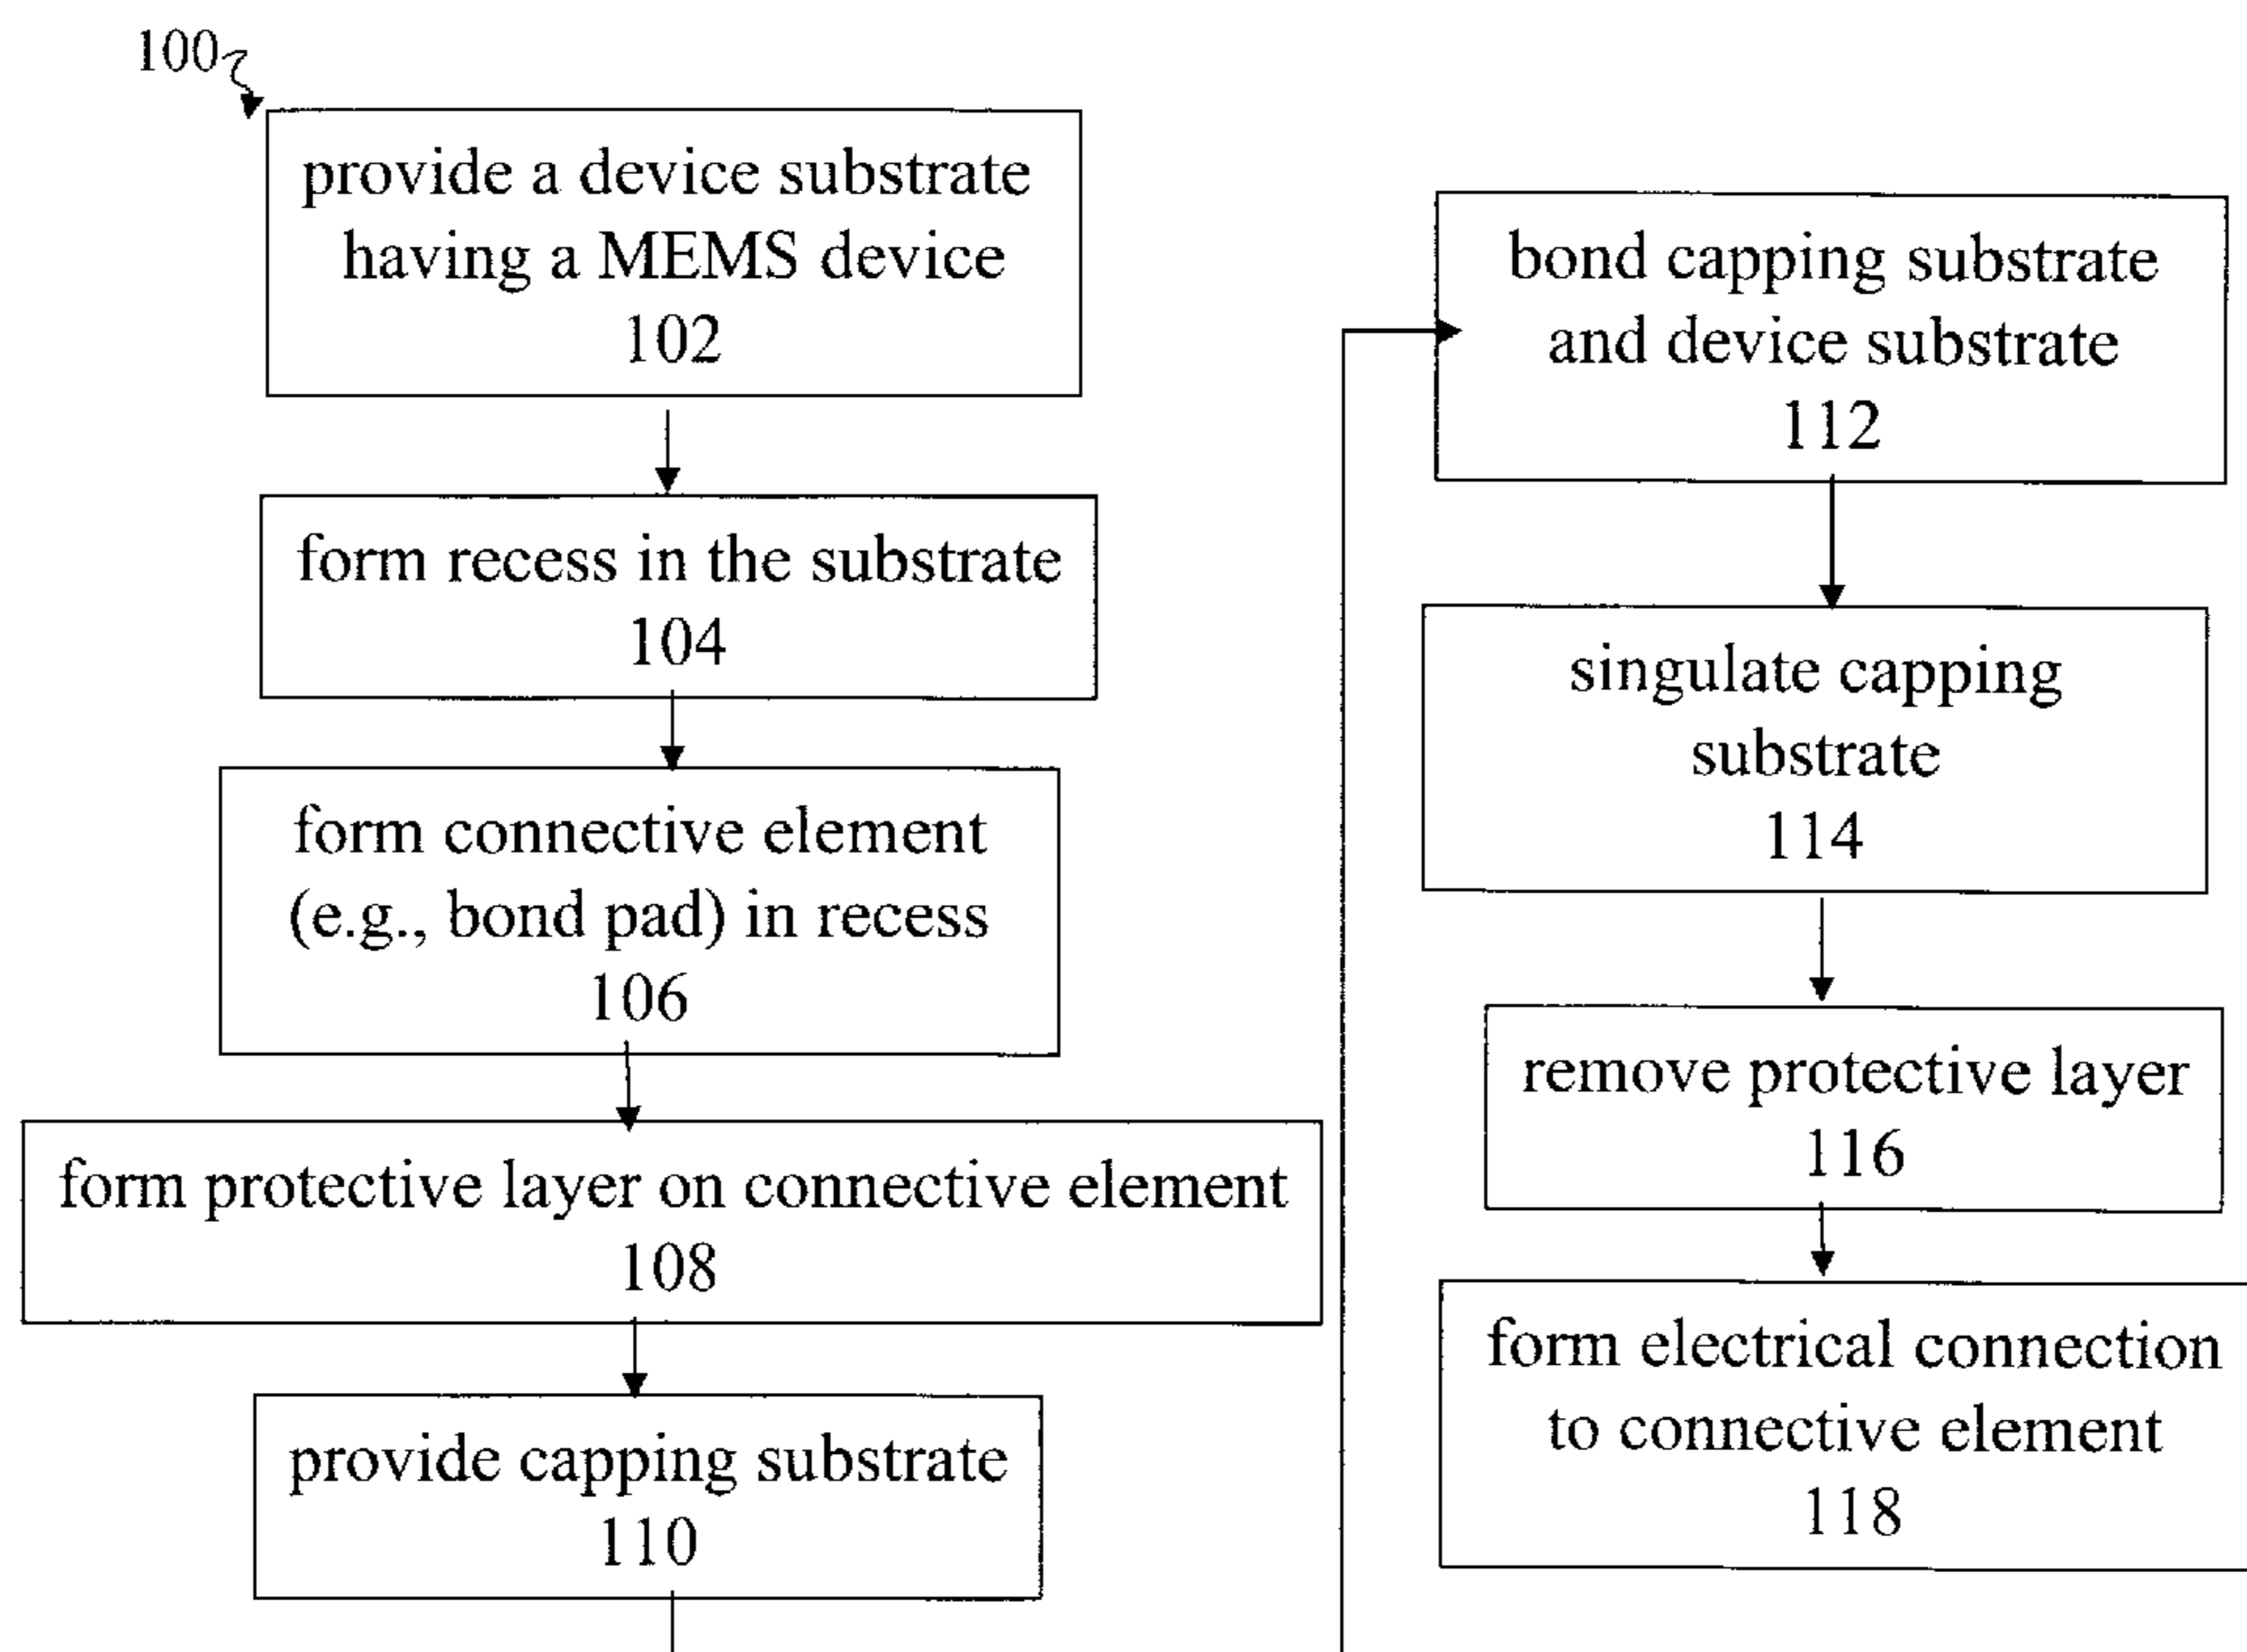 100
provide a device substrate
having a MEMS device
102
form recess in the substrate
104
form connective element
(e.g., bond pad) in recess
106
form protective layer on connective element
108
provide capping substrate
110
bond capping substrate
and device substrate
112
singulate capping
substrate
114
remove protective layer
116
form electrical connection
to connective element
118